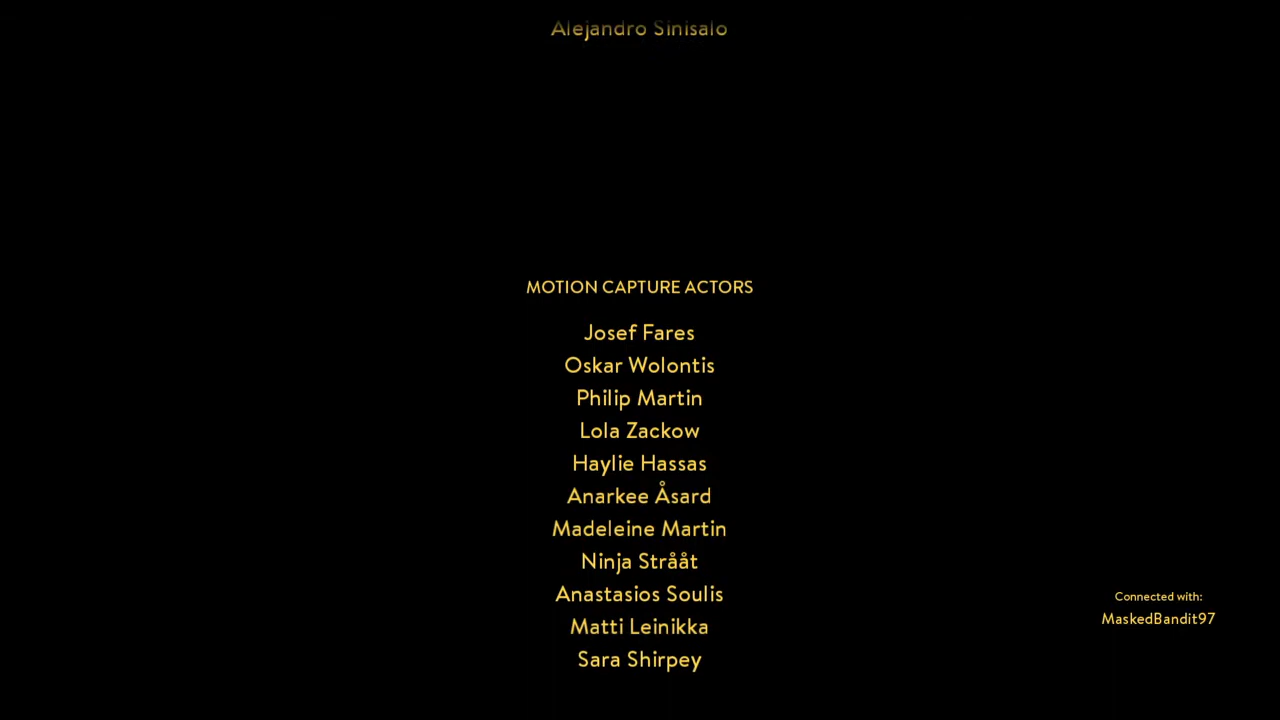 Alejandro Sinisalo
MOTION CAPTURE ACTORS
Josef Fares
Oskar Wolontis
Philip Martin
Lola Zackow
Haylie Hassas
Anarkee Åsard
Madeleine Martin
Ninja Strååt
Anastasios Soulis
Matti Leinikka
Sara Shirpey
Connected with:
MaskedBandit97